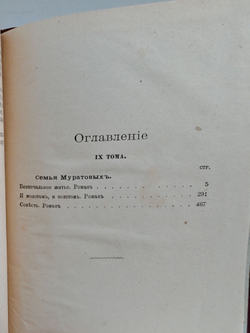 Оглавленіе
IX ТОМА.
СТР.
Семья Муратовыхъ.
Безпечальное житье. Романъ 5
И золотомъ, и молотомъ. Романъ 291
Совѣсть. Романъ 467